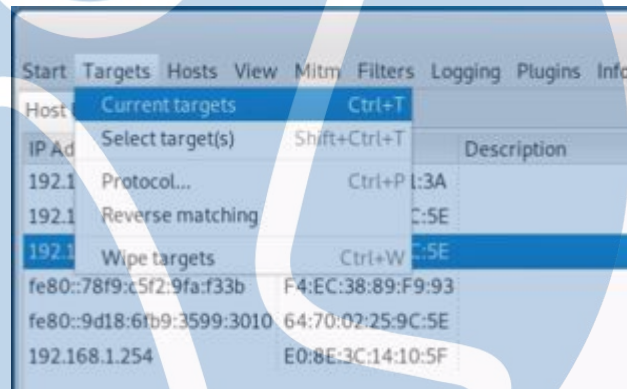 Start Targets Hosts View Mitm Filters Logging Plugins Info
Host
Current targets Ctrl+T
IP Ad
Select target(s) Shift+Ctrl+T
Description
192.1 Protocol... Ctrl+P :3A
192.1 Reverse matching C:5E
192.1 Wipe targets Ctrl+W C:5E
fe80::78f9:c5f2:9fa:f33b F4:EC:38:89:F9:93
fe80::9d18:6fb9:3599:3010 64:70:02:25:9C:5E
192.168.1.254 E0:8E:3C:14:10:5F